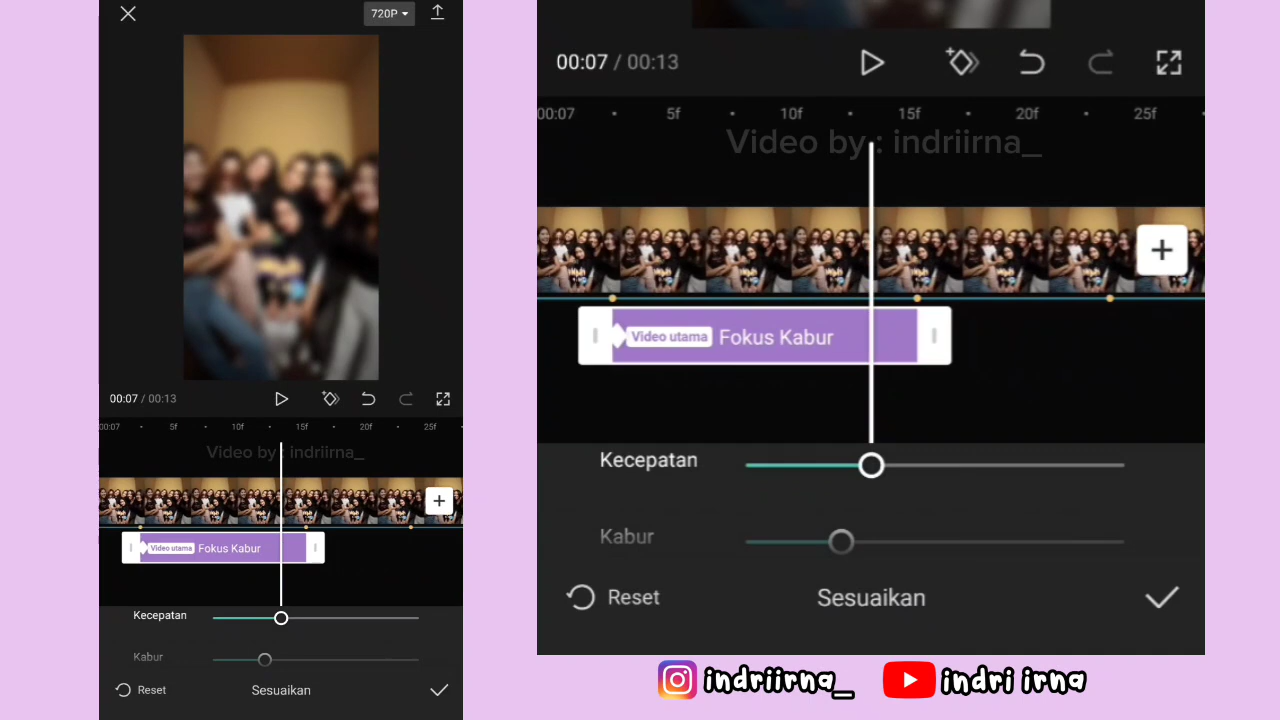 720P
00:07 / 00:13
00:07 5f 10f 15f 20f 25f
Video by : indriirna_
Video utama Fokus Kabur
Kecepatan
Kabur
Reset Sesuaikan
00:07 / 00:13
00:07 5f 10f 15f 20f 25f
Video by : indriirna_
Video utama Fokus Kabur
Kecepatan
Kabur
Reset Sesuaikan
indriirna_ indri irna